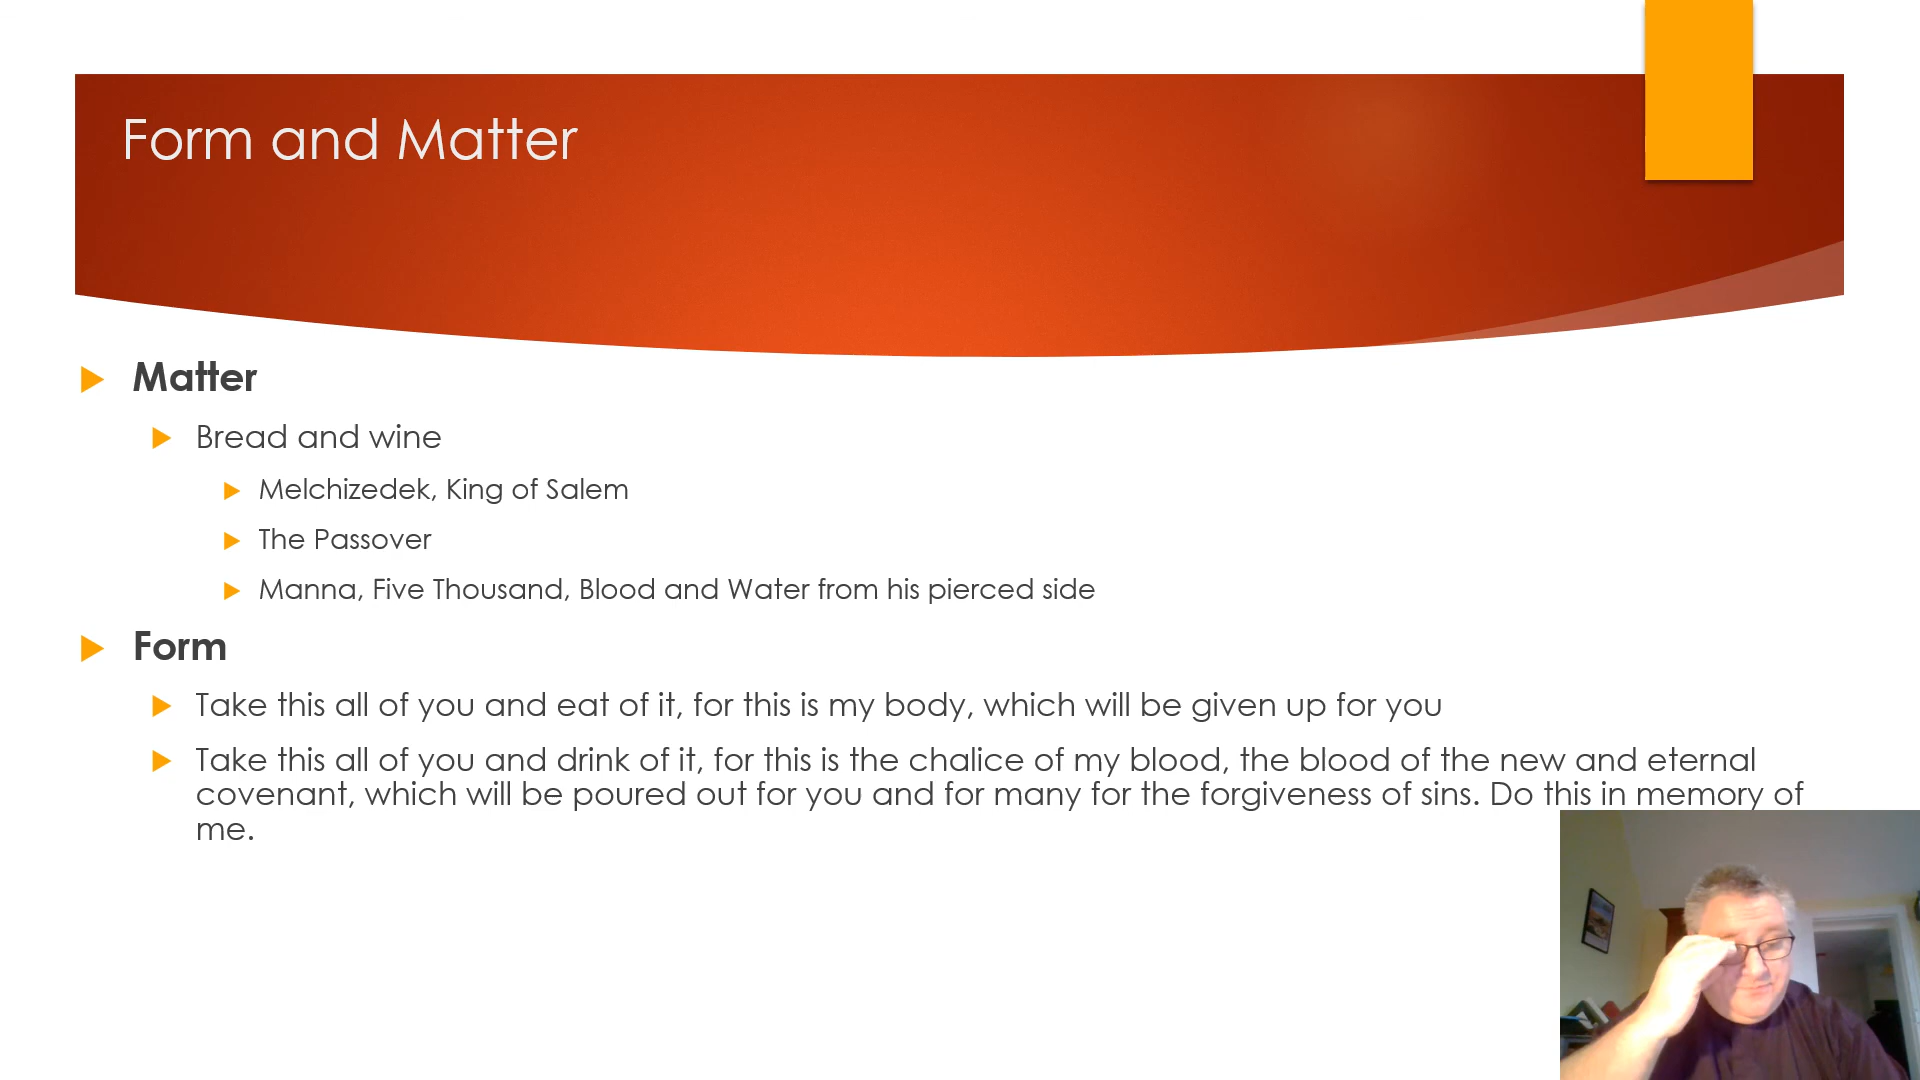 Form and Matter
Matter
Bread and wine
Melchizedek, King of Salem
The Passover
Manna, Five Thousand, Blood and Water from his pierced side
Form
Take this all of you and eat of it, for this is my body, which will be given up for you
Take this all of you and drink of it, for this is the chalice of my blood, the blood of the new and eternal
covenant, which will be poured out for you and for many for the forgiveness of sins. Do this in memory of
me.